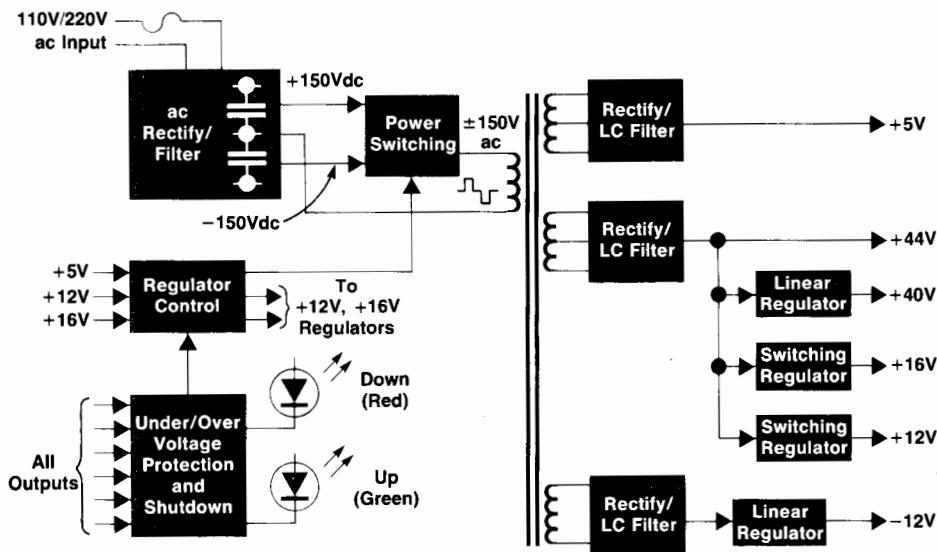 110V/220V
ac Input
ac
Rectify/
Filter
+150Vdc
−150Vdc
Power
Switching
±150V
ac
Rectify/
LC Filter
+5V
Rectify/
LC Filter
+44V
Linear
Regulator
+40V
Switching
Regulator
+16V
Switching
Regulator
+12V
Rectify/
LC Filter
Linear
Regulator
−12V
+5V
+12V
+16V
Regulator
Control
To
+12V, +16V
Regulators
All
Outputs
Under/Over
Voltage
Protection
and
Shutdown
Down
(Red)
Up
(Green)